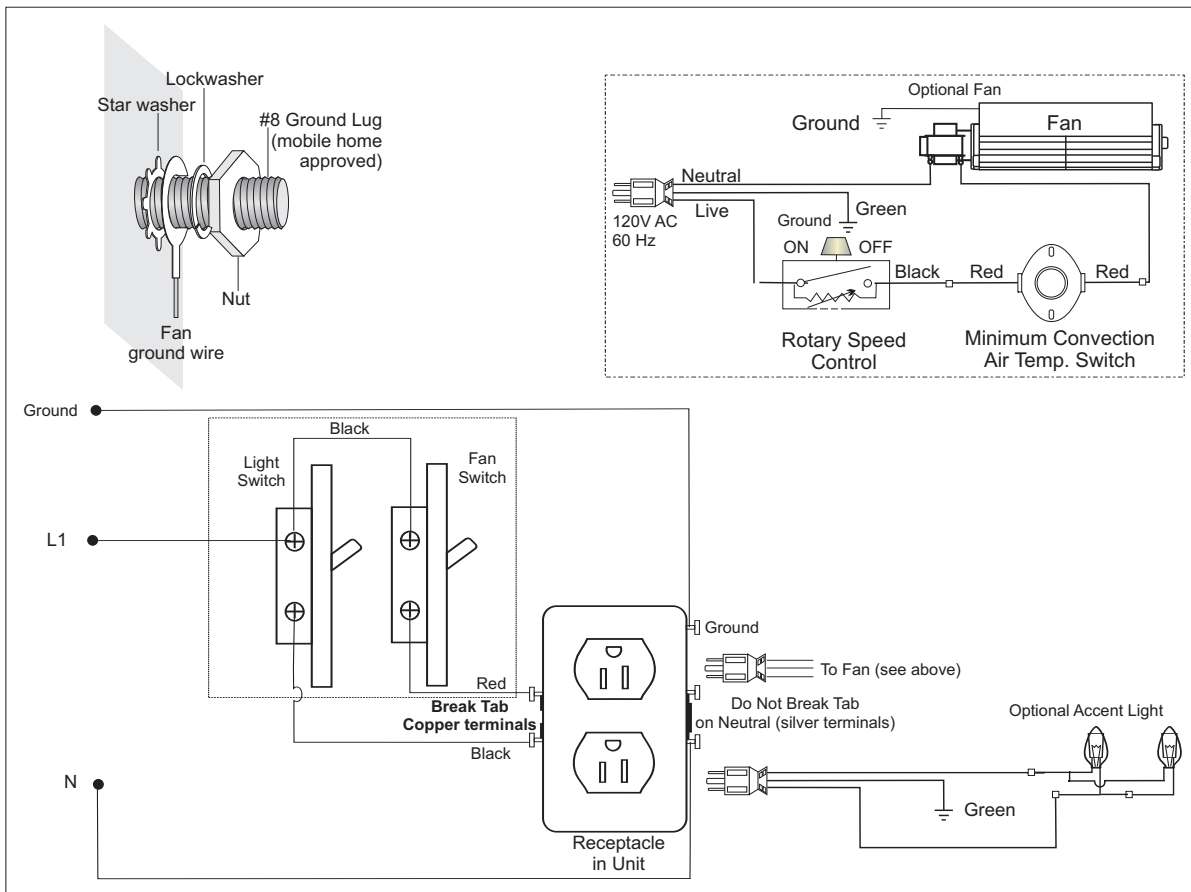 Lockwasher
Star washer
#8 Ground Lug
(mobile home
approved)
Nut
Fan
ground wire
Optional Fan
Ground
Fan
Neutral
Live
120V AC
60 Hz
Ground
Green
ON
OFF
Black
Red
Red
Rotary Speed
Control
Minimum Convection
Air Temp. Switch
Ground
Black
Light
Switch
Fan
Switch
L1
Ground
To Fan (see above)
Red
Break Tab
Copper terminals
Do Not Break Tab
on Neutral (silver terminals)
Black
Optional Accent Light
N
Green
Receptacle
in Unit